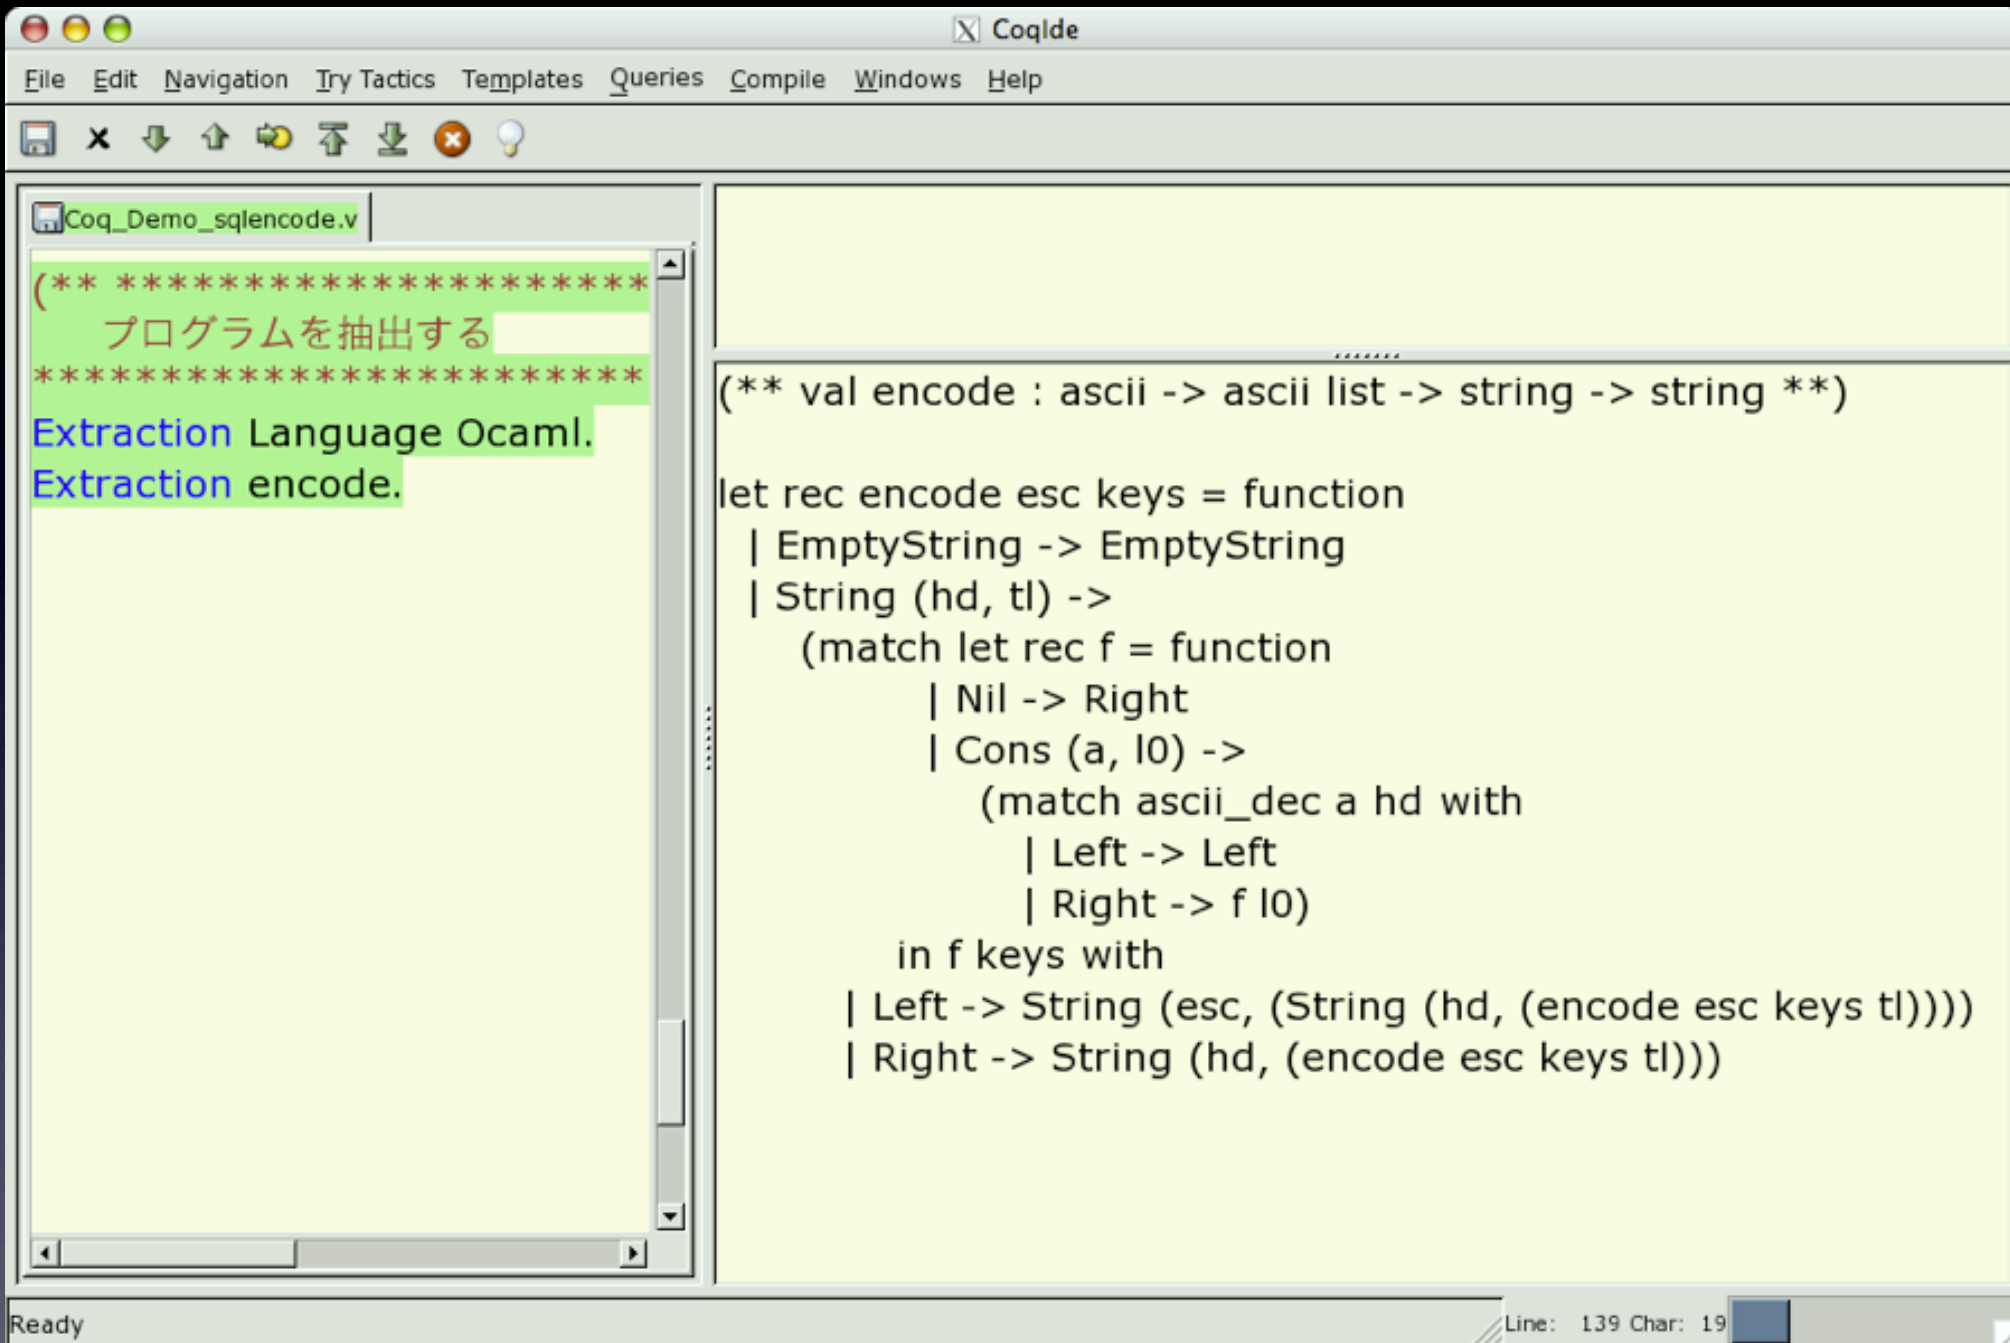 CoqIde
File Edit Navigation Try Tactics Templates Queries Compile Windows Help
Coq_Demo_sqlencode.v
(** *********************
プログラムを抽出する
************************
Extraction Language Ocaml.
Extraction encode.
(** val encode : ascii -> ascii list -> string -> string **)
let rec encode esc keys = function
| EmptyString -> EmptyString
| String (hd, tl) ->
(match let rec f = function
| Nil -> Right
| Cons (a, l0) ->
(match ascii_dec a hd with
| Left -> Left
| Right -> f l0)
in f keys with
| Left -> String (esc, (String (hd, (encode esc keys tl))))
| Right -> String (hd, (encode esc keys tl)))
Ready
Line: 139 Char: 19